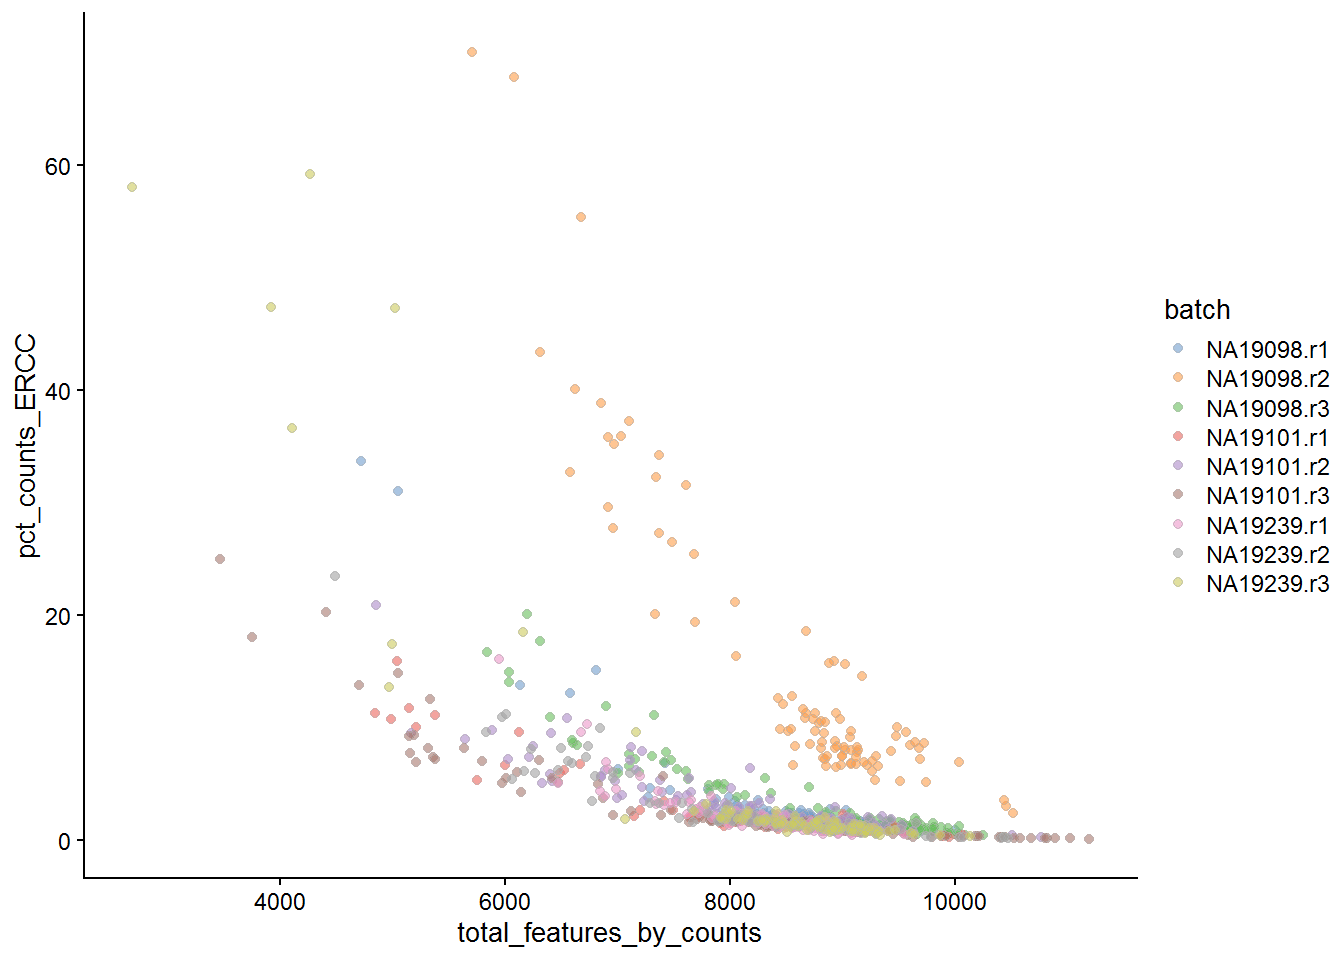 pct_counts_ERCC
60
40
20
0
4000 6000 8000 10000
total_features_by_counts
batch
NA19098.r1
NA19098.r2
NA19098.r3
NA19101.r1
NA19101.r2
NA19101.r3
NA19239.r1
NA19239.r2
NA19239.r3